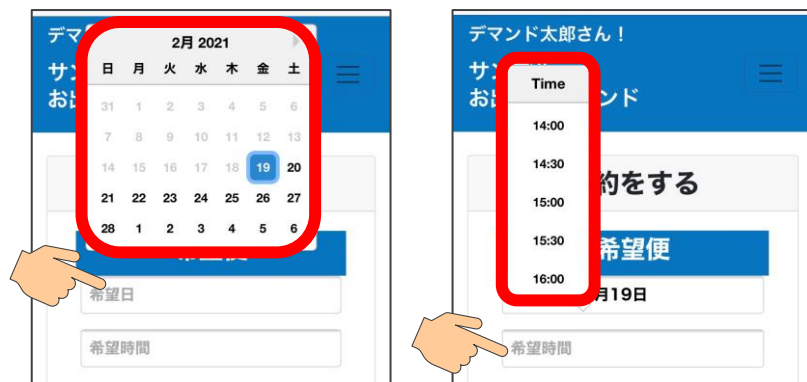 デマ
サン
お出
ンド
2月 2021
日 月 火 水 木 金 土
31 1 2 3 4 5 6
7 8 9 10 11 12 13
14 15 16 17 18 19 20
21 22 23 24 25 26 27
28 1 2 3 4 5 6
希望日
希望時間
デマンド太郎さん！
サン
お出
ンド
Time
14:00
14:30
15:00
15:30
16:00
約をする
希望便
月19日
希望時間